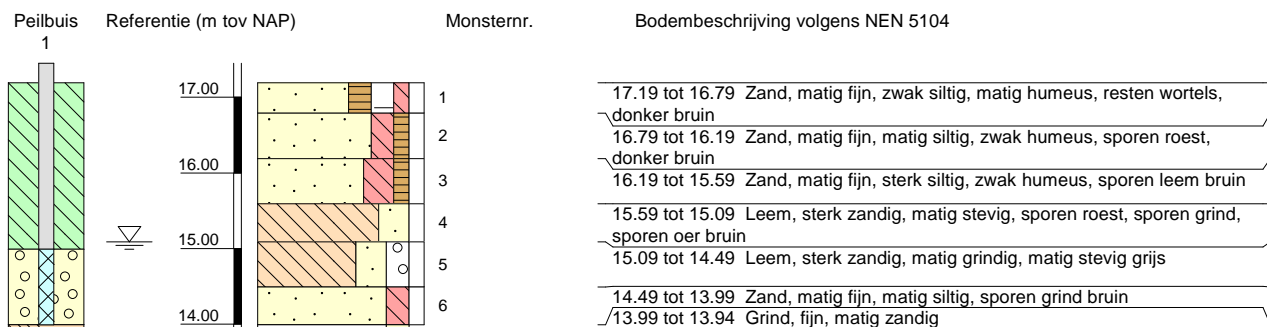 Peilbuis Referentie (m tov NAP) Monsternr. Bodembeschrijving volgens NEN 5104
1
17.00
16.00
15.00
14.00
1
2
3
4
5
6
17.19 tot 16.79 Zand, matig fijn, zwak siltig, matig humeus, resten wortels,
donker bruin
16.79 tot 16.19 Zand, matig fijn, matig siltig, zwak humeus, sporen roest,
donker bruin
16.19 tot 15.59 Zand, matig fijn, sterk siltig, zwak humeus, sporen leem bruin
15.59 tot 15.09 Leem, sterk zandig, matig stevig, sporen roest, sporen grind,
sporen oer bruin
15.09 tot 14.49 Leem, sterk zandig, matig grindig, matig stevig grijs
14.49 tot 13.99 Zand, matig fijn, matig siltig, sporen grind bruin
13.99 tot 13.94 Grind, fijn, matig zandig